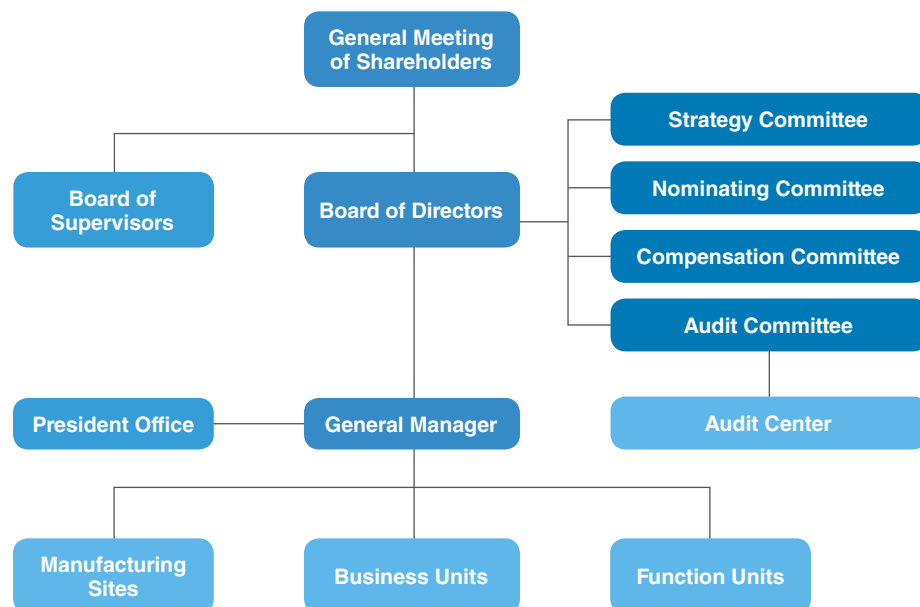 General Meeting
of Shareholders
Strategy Committee
Board of
Supervisors
Board of Directors
Nominating Committee
Compensation Committee
Audit Committee
President Office
General Manager
Audit Center
Manufacturing
Sites
Business Units
Function Units